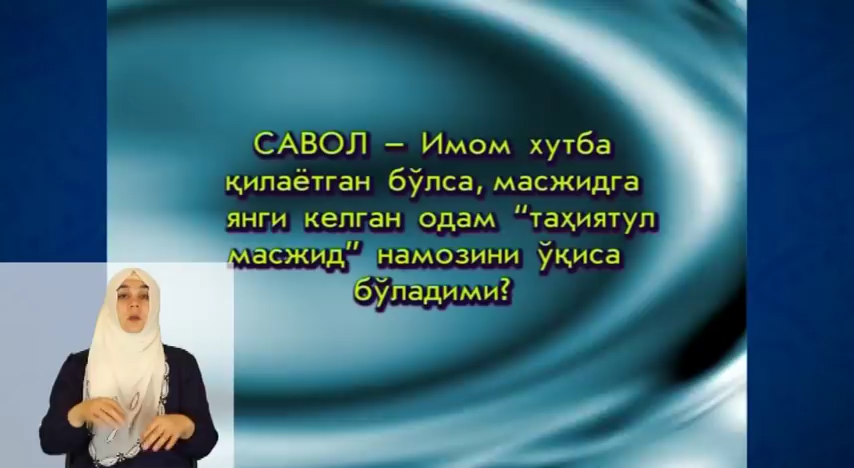 САВОЛ – Имом хутба
қилаётган бўлса, масжидга
янги келган одам “таҳиятул
масжид” намозини ўқиса
бўладими?